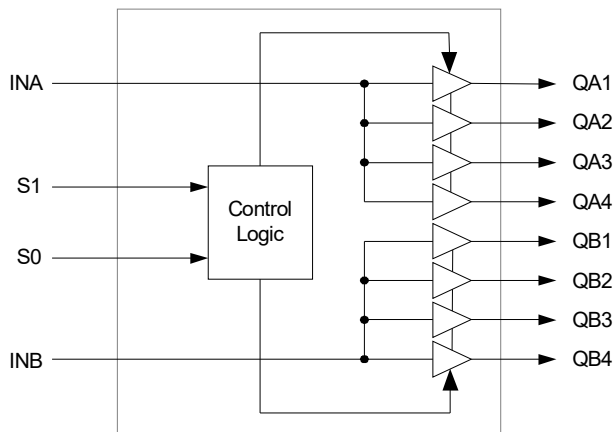 INA
S1
S0
INB
Control
Logic
QA1
QA2
QA3
QA4
QB1
QB2
QB3
QB4